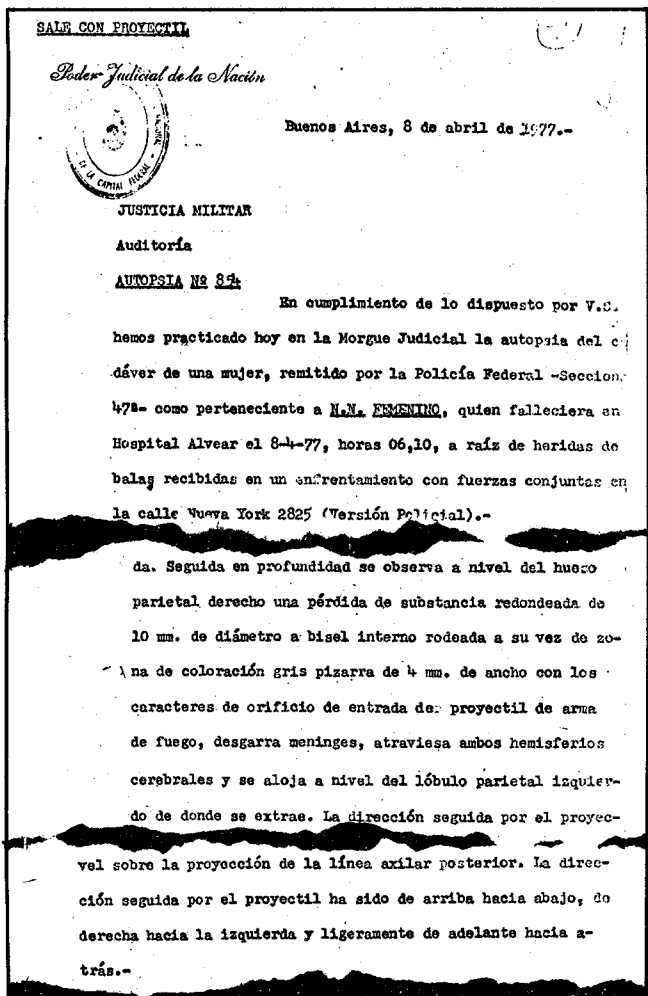 SALE CON PROYECTIL
Poder Judicial de la Nación
Buenos Aires, 8 de abril de 1977.-
DE LA CAPITAL FEDERAL
JUSTICIA MILITAR
Auditoría
AUTOPSIA Nº 854
En cumplimiento de lo dispuesto por V.S.
hemos practicado hoy en la Morgue Judicial la autopsia del c
dáver de una mujer, remitido por la Policía Federal -Seccion
47a- como perteneciente a N.N. FEMENINO, quien falleciera en
Hospital Alvear el 8-4-77, horas 06,10, a raíz de heridas de
balas recibidas en un enfrentamiento con fuerzas conjuntas en
la calle Nueva York 2825 (Versión Policial).-
da. Seguida en profundidad se observa a nivel del hueso
parietal derecho una pérdida de substancia redondeada de
10 mm. de diámetro a bisel interno rodeada a su vez de zo-
na de coloración gris pizarra de 4 mm. de ancho con los
caracteres de orificio de entrada de proyectil de arma
de fuego, desgarra meninges, atraviesa ambos hemisferios
cerebrales y se aloja a nivel del lóbulo parietal izquier-
do de donde se extrae. La dirección seguida por el proyec-
vel sobre la proyección de la línea axilar posterior. La direc-
ción seguida por el proyectil ha sido de arriba hacia abajo, de
derecha hacia la izquierda y ligeramente de adelante hacia a-
trás.-